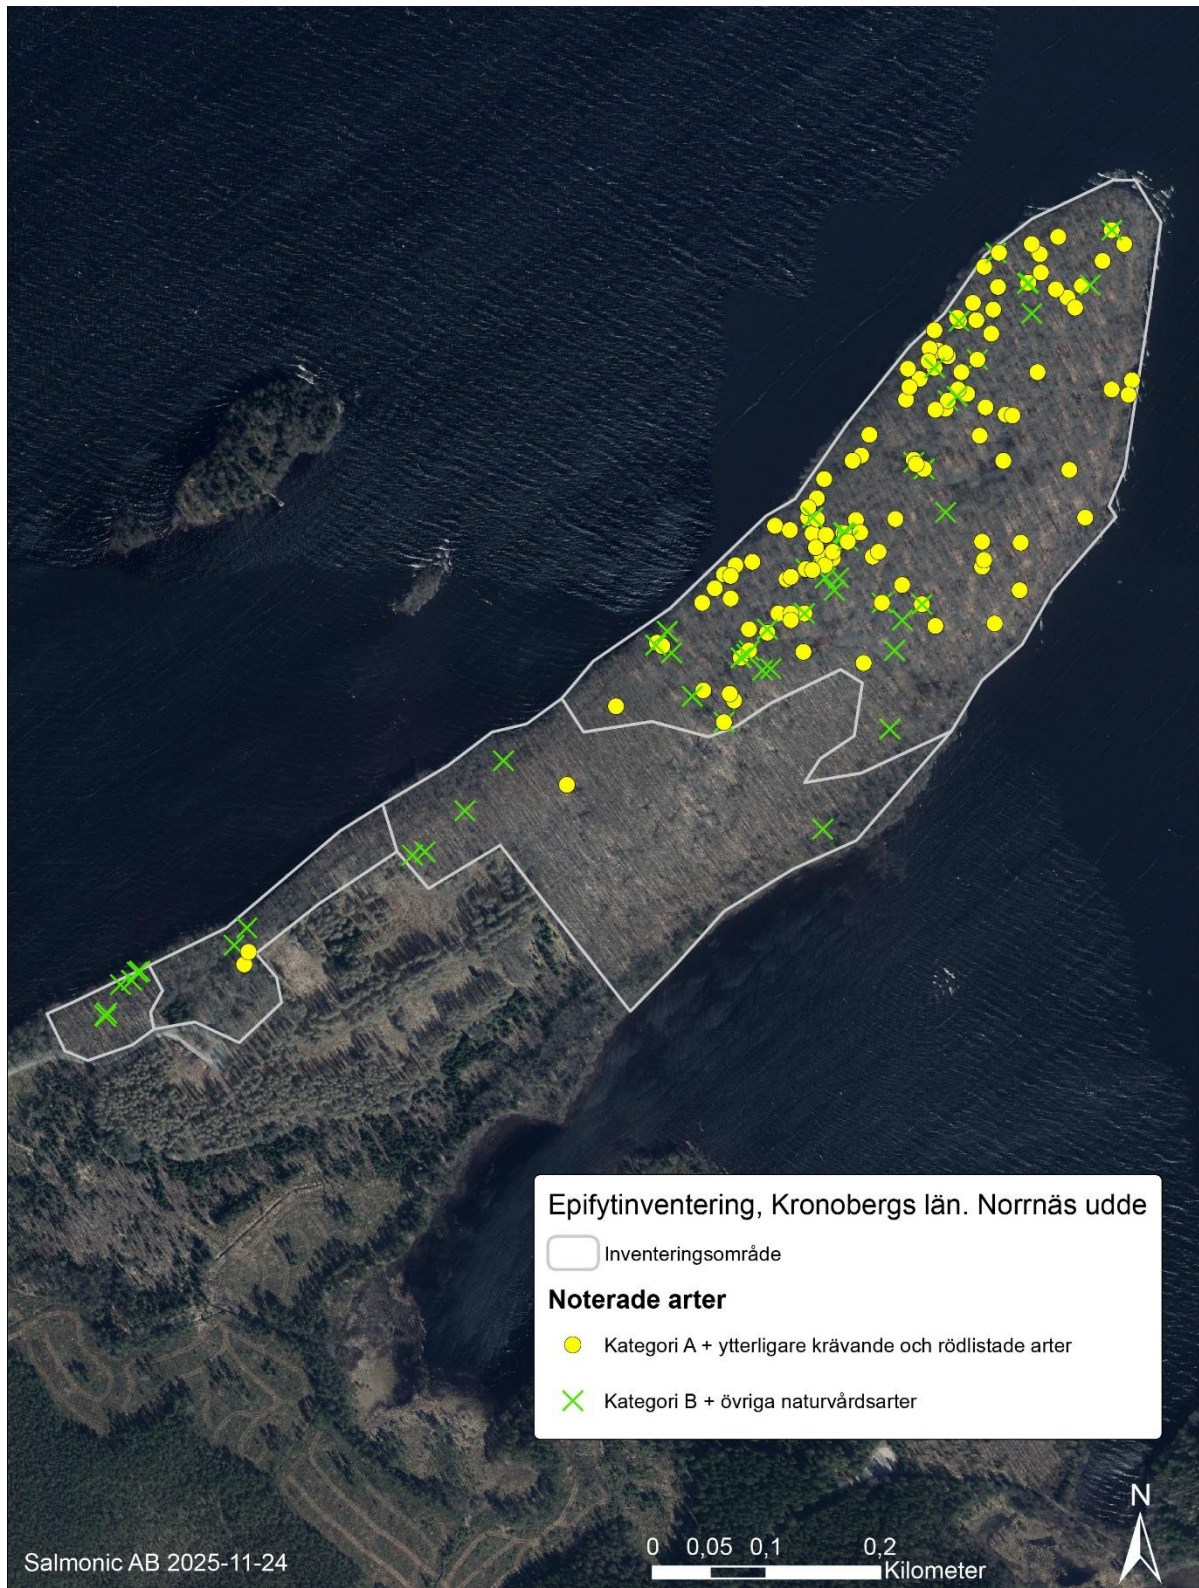 Epifytinventering, Kronobergs län. Norrnäs udde
Inventeringsområde
Noterade arter
Kategori A + ytterligare krävande och rödlistade arter
Kategori B + övriga naturvårdsarter
N
0 0,05 0,1 0,2
Kilometer
Salmonic AB 2025-11-24